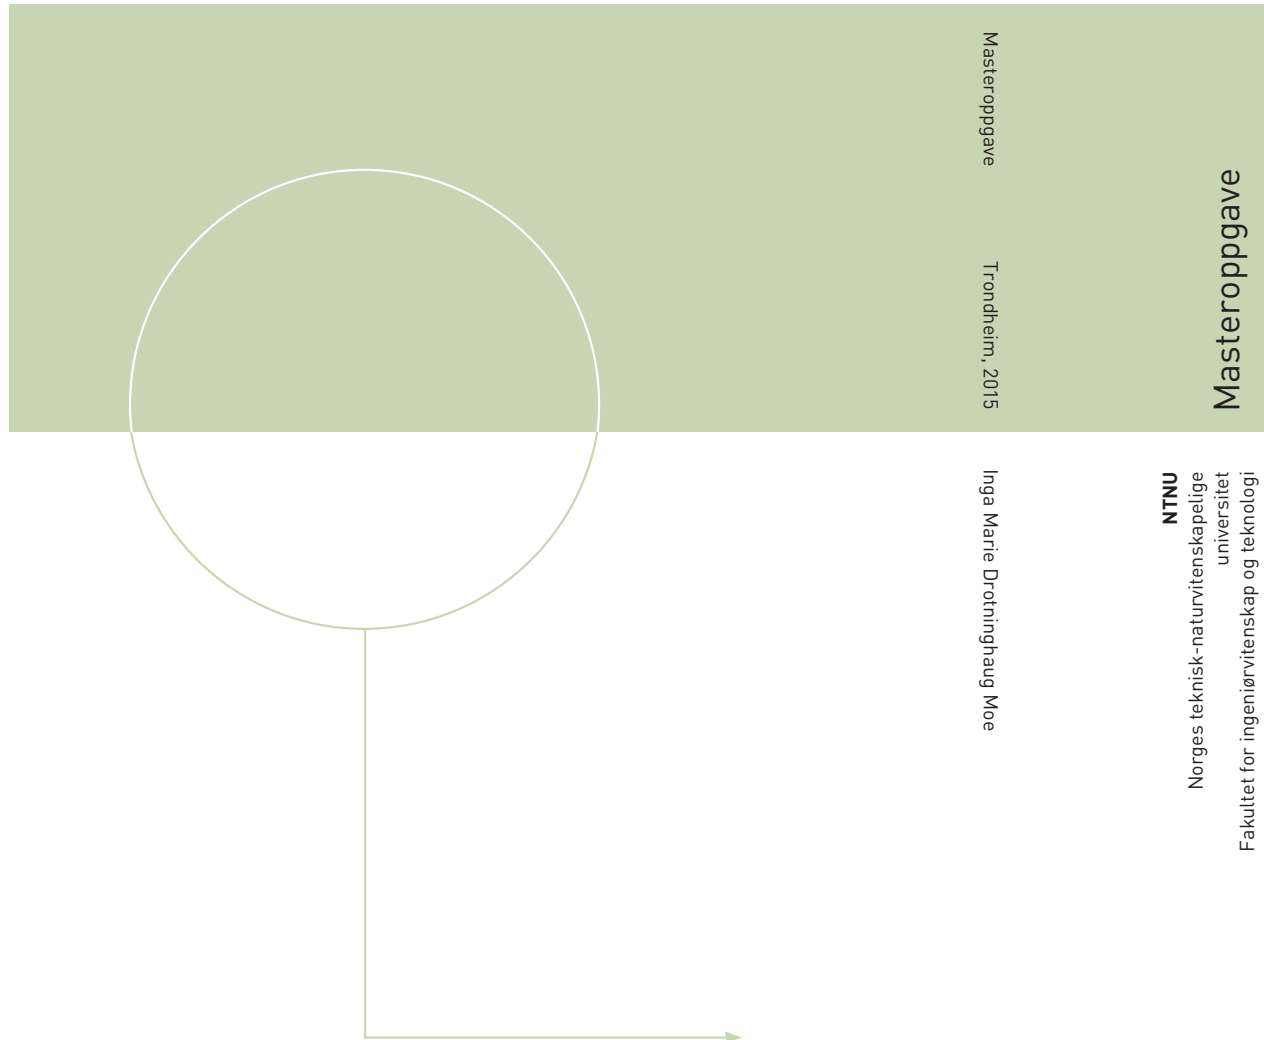 Masteroppgave
Trondheim, 2015
Inga Marie Drotninghaug Moe
NTNU
Norges teknisk-naturvitenskapelige
universitet
Fakultet for ingeniørvitenskap og teknologi
Masteroppgave